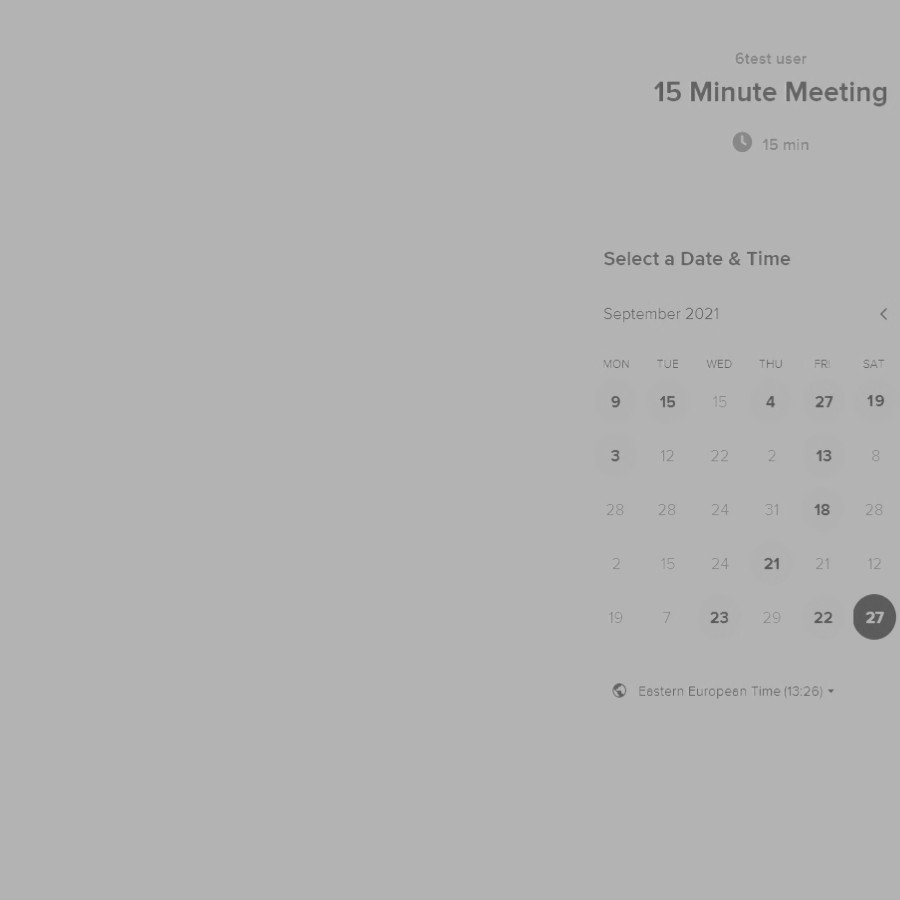 6test user
15 Minute Meeting
15 min
Select a Date & Time
September 2021
MON TUE WED THU FRI SAT
9 15 15 4 27 19
3 12 22 2 13 8
28 28 24 31 18 28
2 15 24 21 21 12
19 7 23 29 22 27
Eastern European Time (13:26)